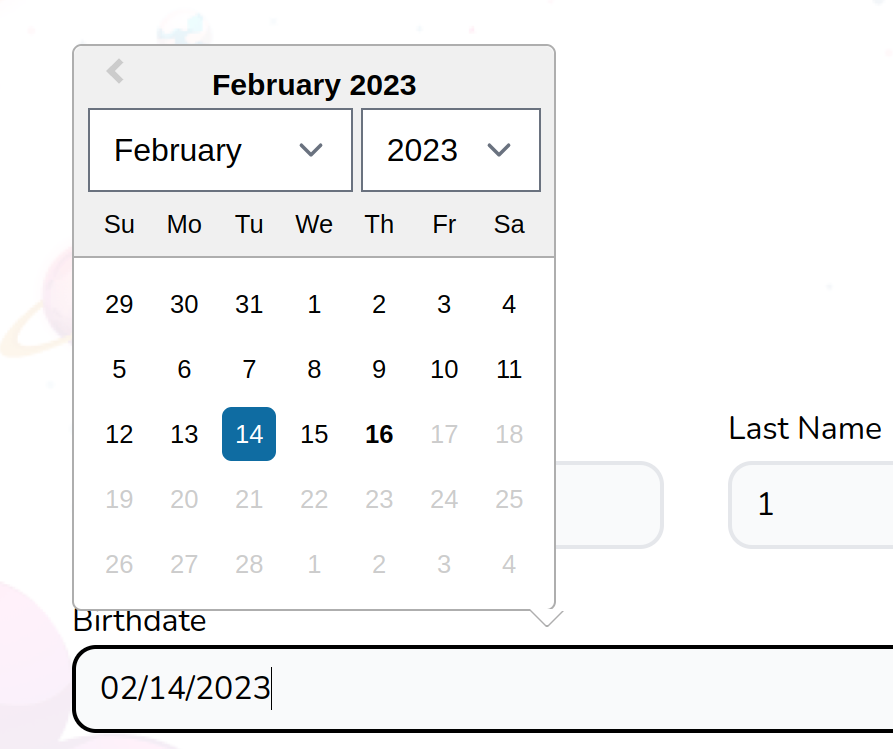 February 2023
February 2023
Su Mo Tu We Th Fr Sa
29 30 31 1 2 3 4
5 6 7 8 9 10 11
12 13 14 15 16 17 18
19 20 21 22 23 24 25
26 27 28 1 2 3 4
Last Name
1
Birthdate
02/14/2023